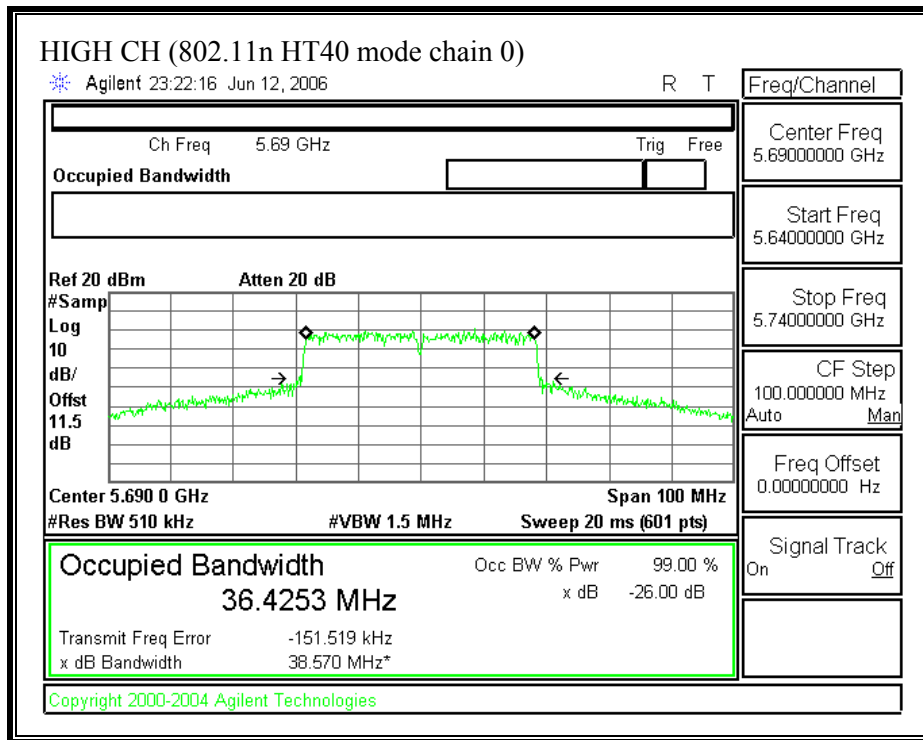 HIGH CH (802.11n HT40 mode chain 0)
Agilent 23:22:16 Jun 12, 2006 R T
Freq/Channel
Ch Freq 5.69 GHz Trig Free
Occupied Bandwidth
Center Freq
5.69000000 GHz
Start Freq
5.64000000 GHz
Stop Freq
5.74000000 GHz
CF Step
100.000000 MHz
Auto Man
Freq Offset
0.00000000 Hz
Signal Track
On Off
Ref 20 dBm Atten 20 dB
#Samp
Log
10
dB/
Offst
11.5
dB
Center 5.690 0 GHz Span 100 MHz
#Res BW 510 kHz #VBW 1.5 MHz Sweep 20 ms (601 pts)
Occupied Bandwidth Occ BW % Pwr 99.00 %
36.4253 MHz x dB -26.00 dB
Transmit Freq Error -151.519 kHz
x dB Bandwidth 38.570 MHz*
Copyright 2000-2004 Agilent Technologies